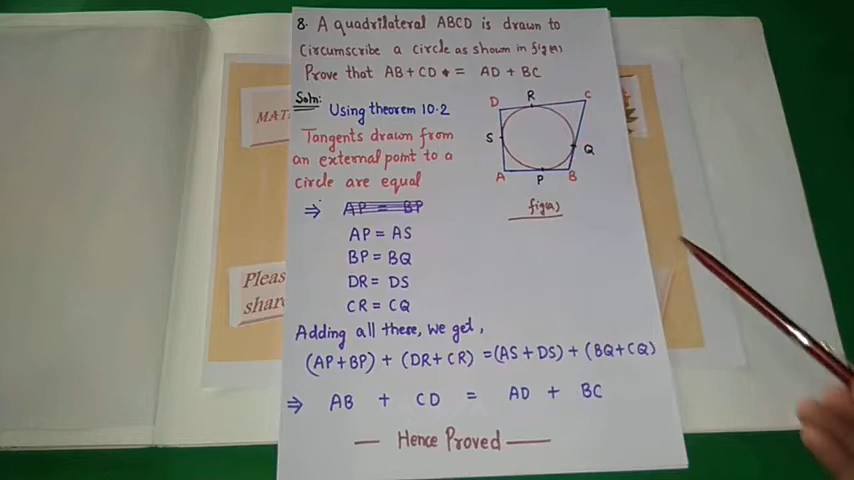 8. A quadrilateral ABCD is drawn to
Circumscribe a circle as shown in fig(a)
Prove that AB + CD = AD + BC
Soln:
Using theorem 10.2
Tangents drawn from
an external point to a
circle are equal
⇒ AP = BP
AP = AS
BP = BQ
DR = DS
CR = CQ
Adding all these, we get,
(AP+BP) + (DR+CR) = (AS+DS) + (BQ+CQ)
⇒ AB + CD = AD + BC
— Hence Proved —
D R C
S Q
A P B
fig(a)
MAT
Pleas
share